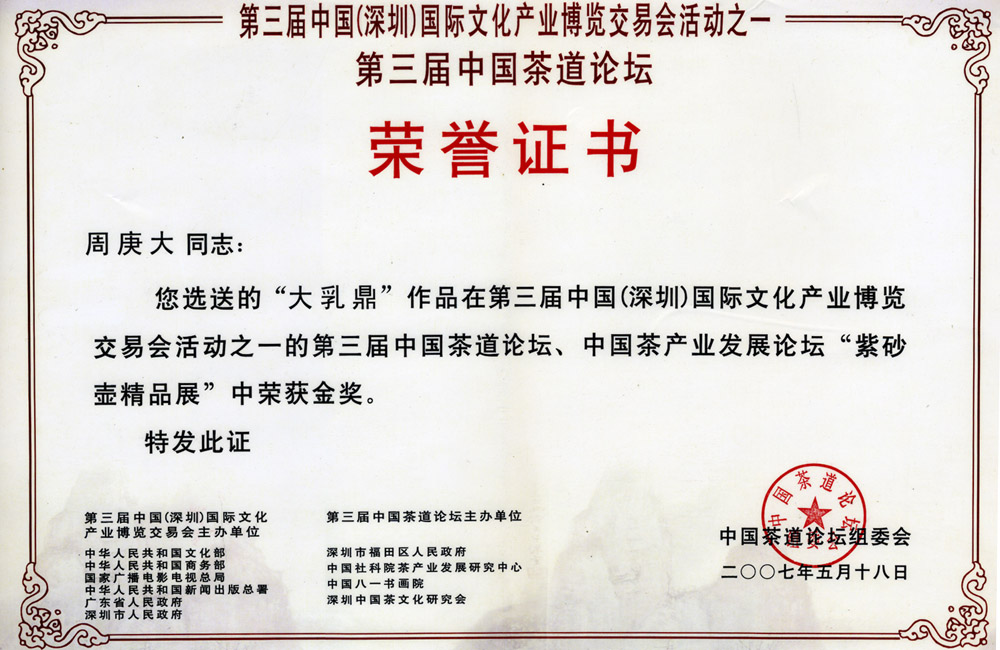 第三届中国(深圳)国际文化产业博览交易会活动之一
第三届中国茶道论坛
荣誉证书
周庚大 同志：
您选送的“大乳鼎”作品在第三届中国(深圳)国际文化产业博览
交易会活动之一的第三届中国茶道论坛、中国茶产业发展论坛“紫砂
壶精品展”中荣获金奖。
特发此证
第三届中国(深圳)国际文化
产业博览交易会主办单位
中华人民共和国文化部
中华人民共和国商务部
国家广播电影电视总局
中华人民共和国新闻出版总署
广东省人民政府
深圳市人民政府
第三届中国茶道论坛主办单位
深圳市福田区人民政府
中国社科院茶产业发展研究中心
中国八一书画院
深圳中国茶文化研究会
中国茶道论坛
中国茶道论坛组委会
二〇〇七年五月十八日